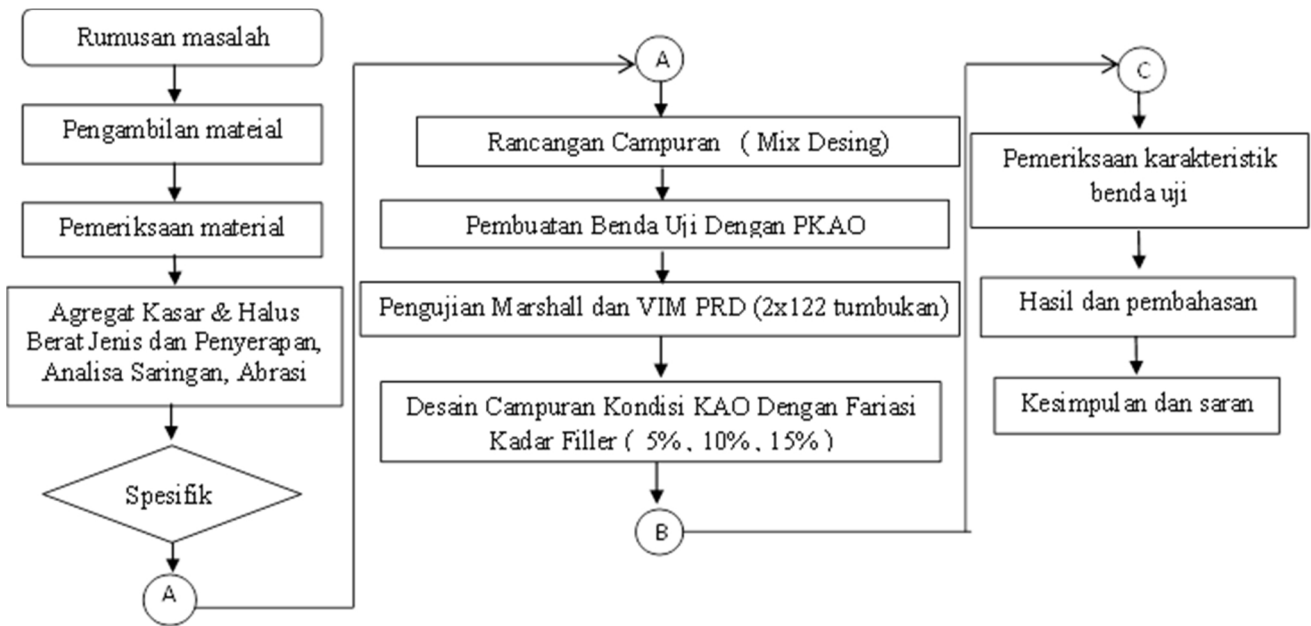 Rumusan masalah
Pengambilan mateial
Pemeriksaan material
Agregat Kasar & Halus
Berat Jenis dan Penyerapan,
Analisa Saringan, Abrasi
Spesifik
A
A
Rancangan Campuran ( Mix Desing)
Pembuatan Benda Uji Dengan PKAO
Pengujian Marshall dan VIM PRD (2x122 tumbukan)
Desain Campuran Kondisi KAO Dengan Fariasi
Kadar Filler ( 5%, 10%, 15% )
B
C
Pemeriksaan karakteristik
benda uji
Hasil dan pembahasan
Kesimpulan dan saran